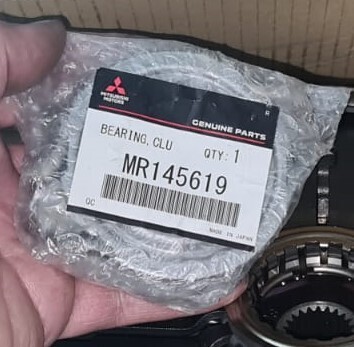 MITSUBISHI
MOTORS
GENUINE PARTS
BEARING,CLU QTY:1
MR145619
QC
MADE IN JAPAN